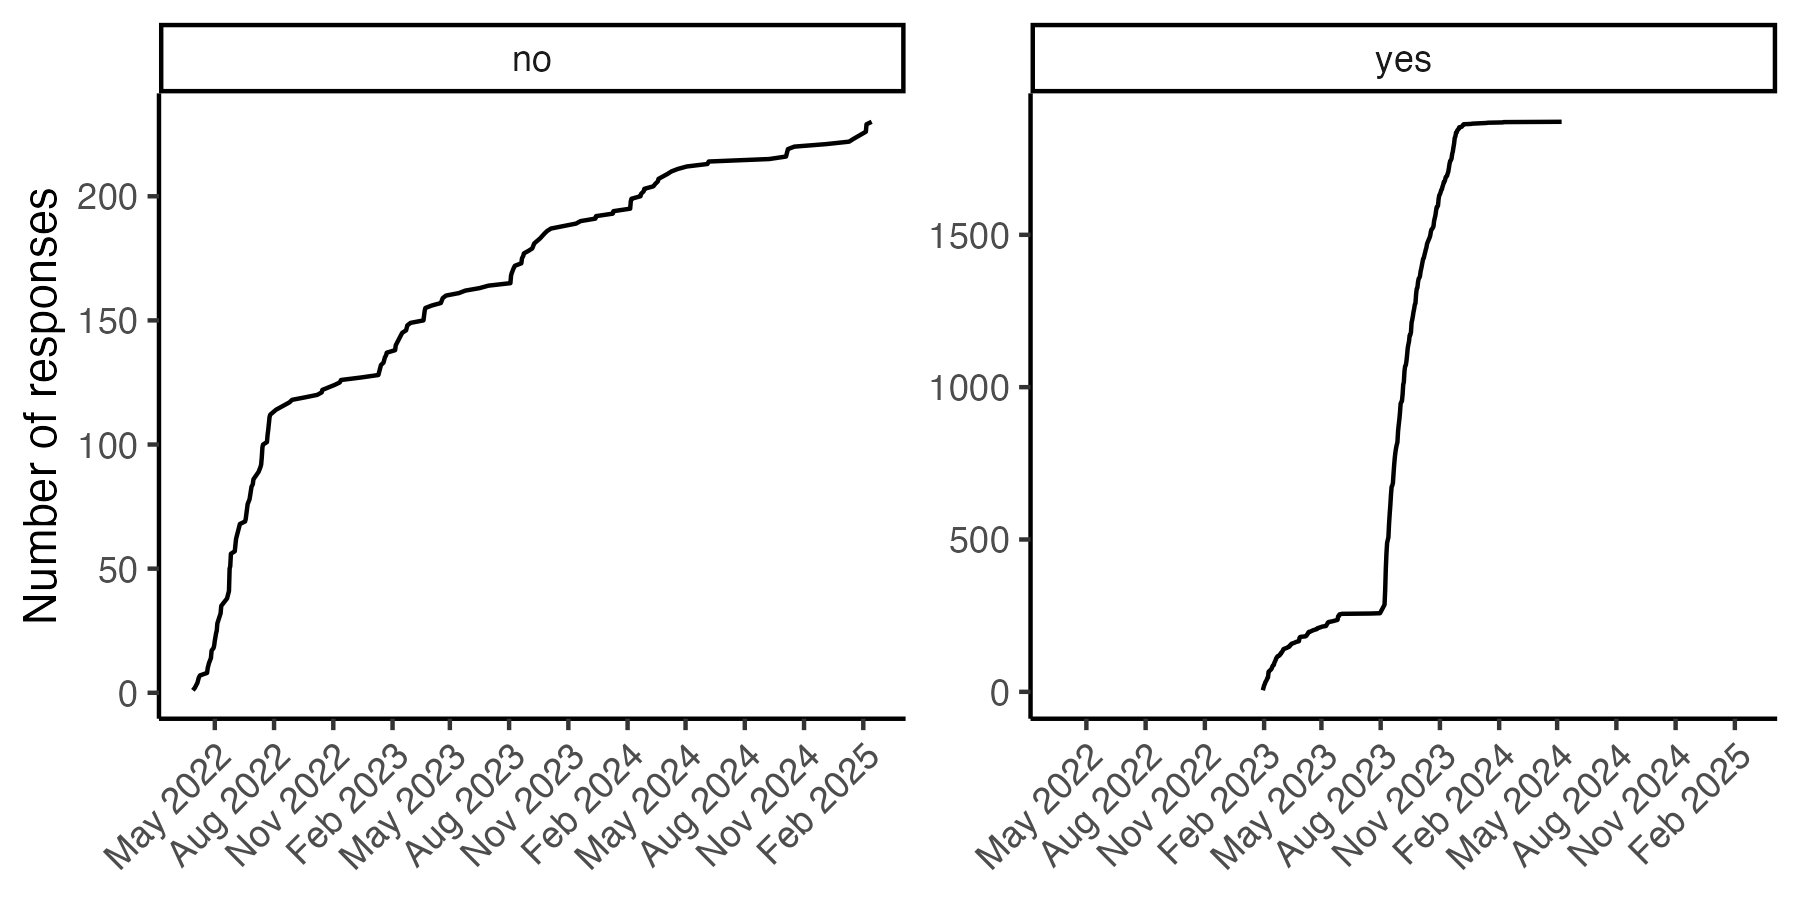 no
yes
Number of responses
200
150
100
50
0
1500
1000
500
0
May 2022
Aug 2022
Nov 2022
Feb 2023
May 2023
Aug 2023
Nov 2023
Feb 2024
May 2024
Aug 2024
Nov 2024
Feb 2025
May 2022
Aug 2022
Nov 2022
Feb 2023
May 2023
Aug 2023
Nov 2023
Feb 2024
May 2024
Aug 2024
Nov 2024
Feb 2025